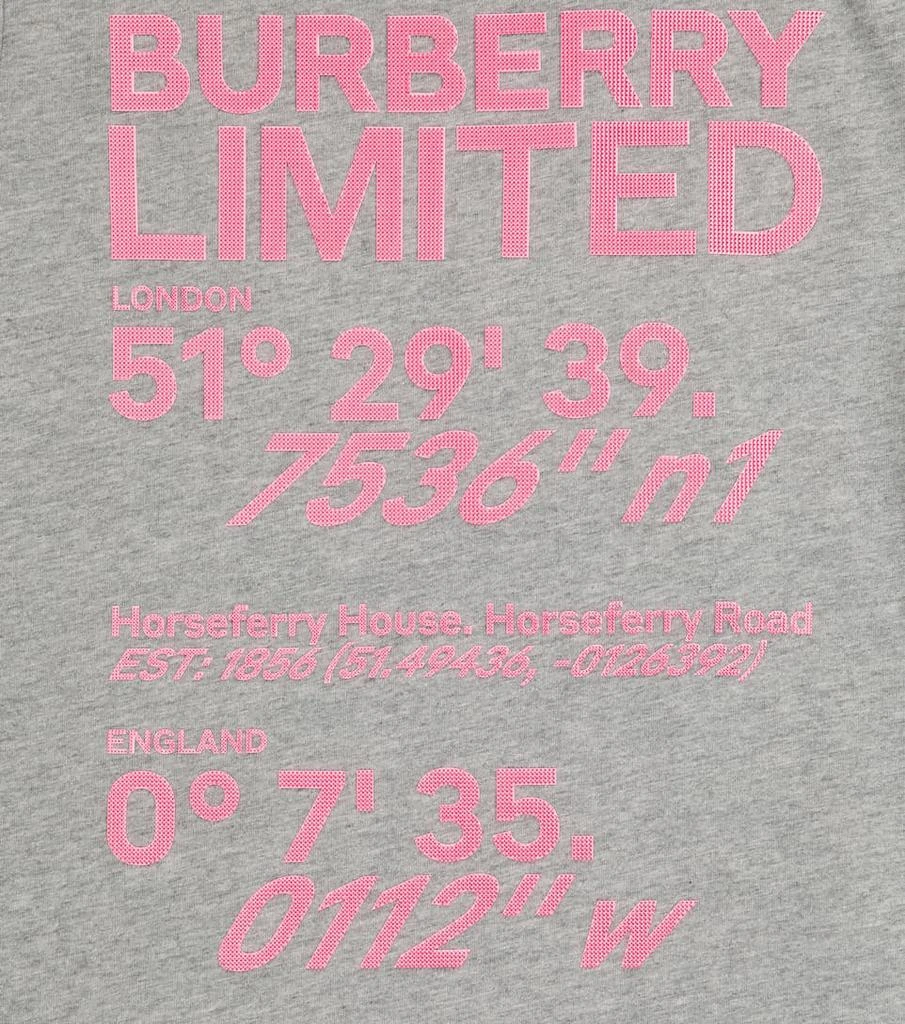 BURBERRY
LIMITED
LONDON
51° 29' 39.
7536" n1
Horseferry House. Horseferry Road
EST: 1856 (51.49436, -0126392)
ENGLAND
0° 7' 35.
0112" w